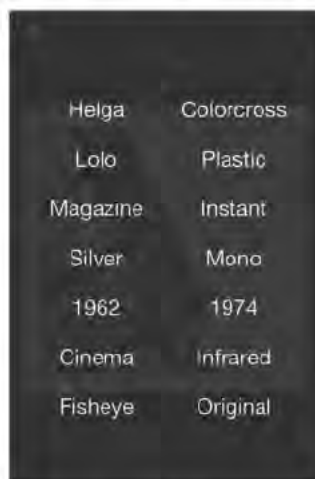 Helga Colorcross
Lolo Plastic
Magazine Instant
Silver Mono
1962 1974
Cinema Infrared
Fisheye Original